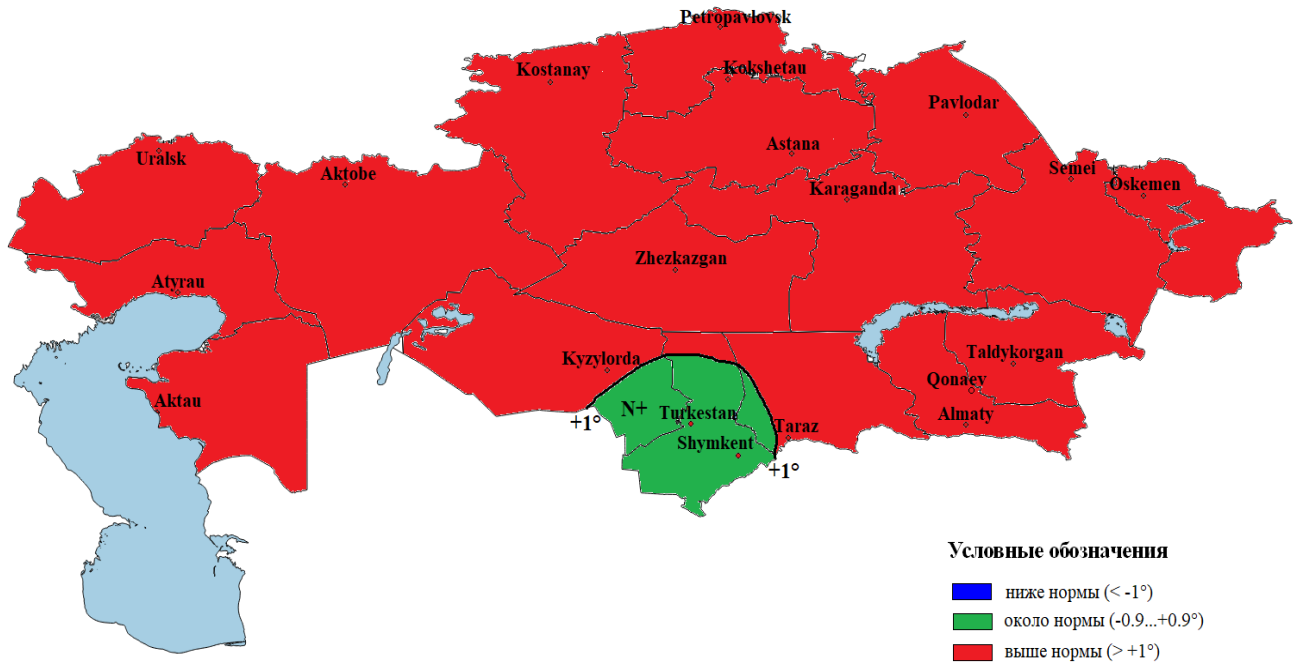 Petropavlovsk
Kostanay
Kokshetau
Pavlodar
Astana
Uralsk
Aktobe
Semei
Oskemen
Karaganda
Zhezkazgan
Atyrau
Kyzylorda
Taldykorgan
Qonaev
Aktau
N+
Turkestan
Almaty
+1°
Taraz
Shymkent
+1°
Условные обозначения
ниже нормы (< -1°)
около нормы (-0.9...+0.9°)
выше нормы (> +1°)